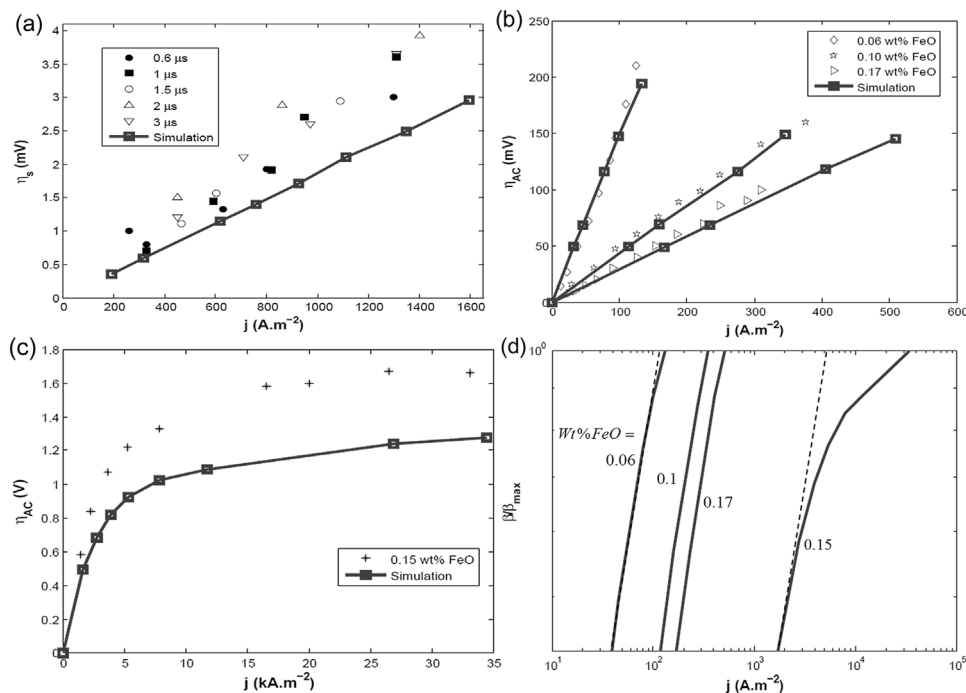 (a)
4.5
4
3.5
3
2.5
2
1.5
1
0.5
0
η_s (mV)
0.6 μs
1 μs
1.5 μs
2 μs
3 μs
Simulation
0 200 400 600 800 1000 1200 1400 1600
j (A.m⁻²)
(b)
250
200
150
100
50
0
η_AC (mV)
0.06 wt% FeO
0.10 wt% FeO
0.17 wt% FeO
Simulation
0 100 200 300 400 500 600
j (A.m⁻²)
(c)
1.8
1.6
1.4
1.2
1
0.8
0.6
0.4
0.2
0
η_AC (V)
0.15 wt% FeO
Simulation
0 5 10 15 20 25 30 35
j (kA.m⁻²)
(d)
10⁰
β/β_max
Wt%FeO =
0.06
0.1
0.17
0.15
10¹ 10² 10³ 10⁴ 10⁵
j (A.m⁻²)